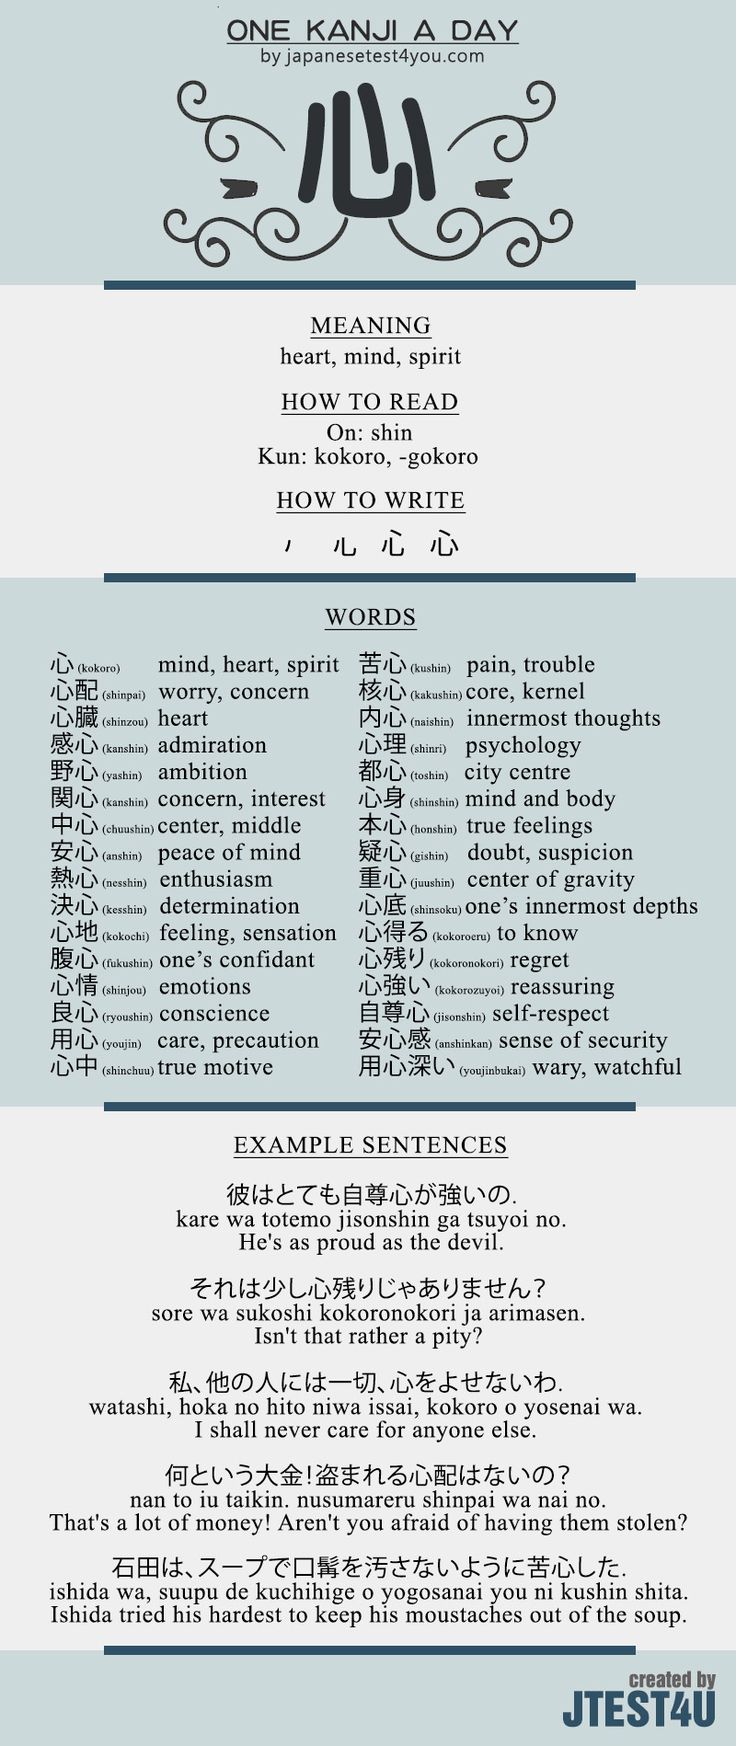 ONE KANJI A DAY
by japanesetest4you.com
心
MEANING
heart, mind, spirit
HOW TO READ
On: shin
Kun: kokoro, -gokoro
HOW TO WRITE
心
WORDS
心 (kokoro) mind, heart, spirit
心配 (shinpai) worry, concern
心臓 (shinzou) heart
感心 (kanshin) admiration
野心 (yashin) ambition
関心 (kanshin) concern, interest
中心 (chuushin) center, middle
安心 (anshin) peace of mind
熱心 (nesshin) enthusiasm
決心 (kesshin) determination
心地 (kokochi) feeling, sensation
腹心 (fukushin) one’s confidant
心情 (shinjou) emotions
良心 (ryoushin) conscience
用心 (youjin) care, precaution
心中 (shinchuu) true motive
苦心 (kushin) pain, trouble
核心 (kakushin) core, kernel
内心 (naishin) innermost thoughts
心理 (shinri) psychology
都心 (toshin) city centre
心身 (shinshin) mind and body
本心 (honshin) true feelings
疑心 (gishin) doubt, suspicion
重心 (juushin) center of gravity
心底 (shinsoku) one’s innermost depths
心得る (kokoroeru) to know
心残り (kokoronokori) regret
心強い (kokorozuyoi) reassuring
自尊心 (jisonshin) self-respect
安心感 (anshinkan) sense of security
用心深い (youjinbukai) wary, watchful
EXAMPLE SENTENCES
彼はとても自尊心が強いの.
kare wa totemo jisonshin ga tsuyoi no.
He's as proud as the devil.
それは少し心残りじゃありません?
sore wa sukoshi kokoronokori ja arimasen.
Isn't that rather a pity?
私、他の人には一切、心をよせないわ.
watashi, hoka no hito niwa issai, kokoro o yosenai wa.
I shall never care for anyone else.
何という大金!盗まれる心配はないの?
nan to iu taikin. nusumareru shinpai wa nai no.
That's a lot of money! Aren't you afraid of having them stolen?
石田は、スープで口髯を汚さないように苦心した.
ishida wa, suupu de kuchihige o yogosanai you ni kushin shita.
Ishida tried his hardest to keep his moustaches out of the soup.
created by
JTEST4U